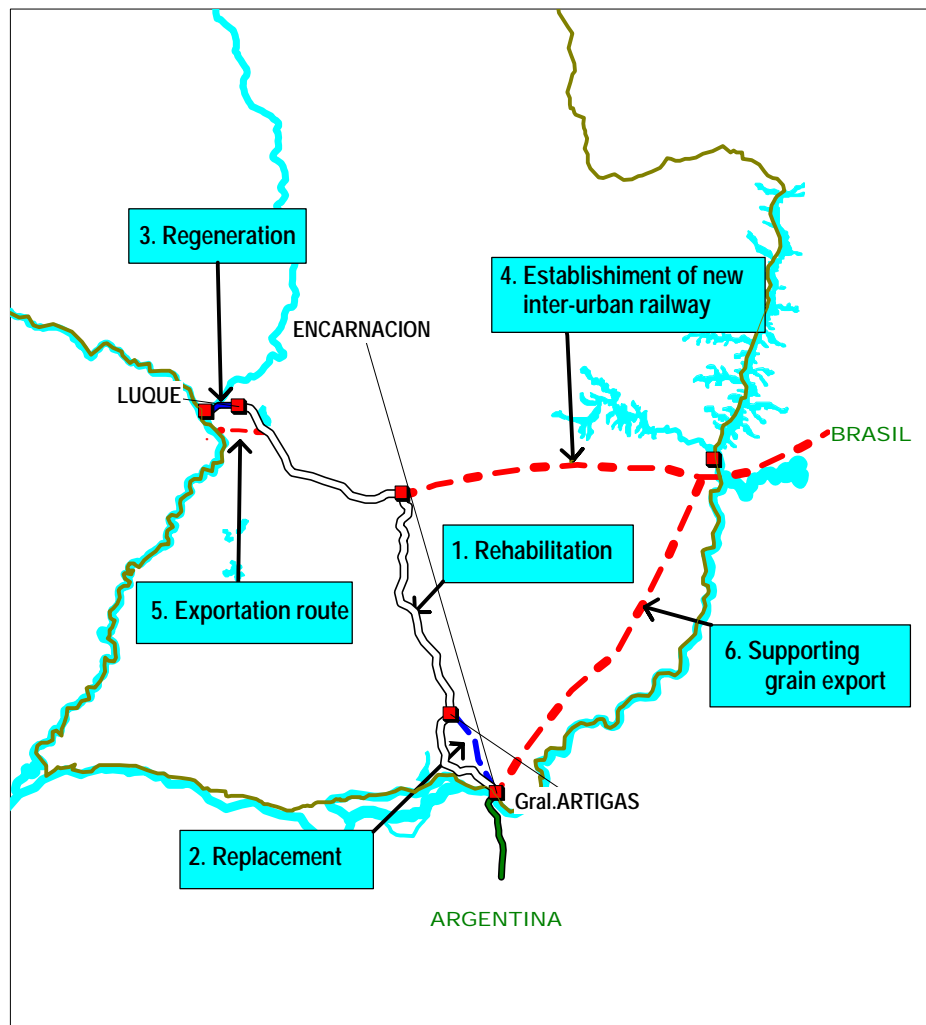 3. Regeneration
4. Establishiment of new
inter-urban railway
ENCARNACION
LUQUE
BRASIL
1. Rehabilitation
5. Exportation route
6. Supporting
grain export
Gral.ARTIGAS
2. Replacement
ARGENTINA